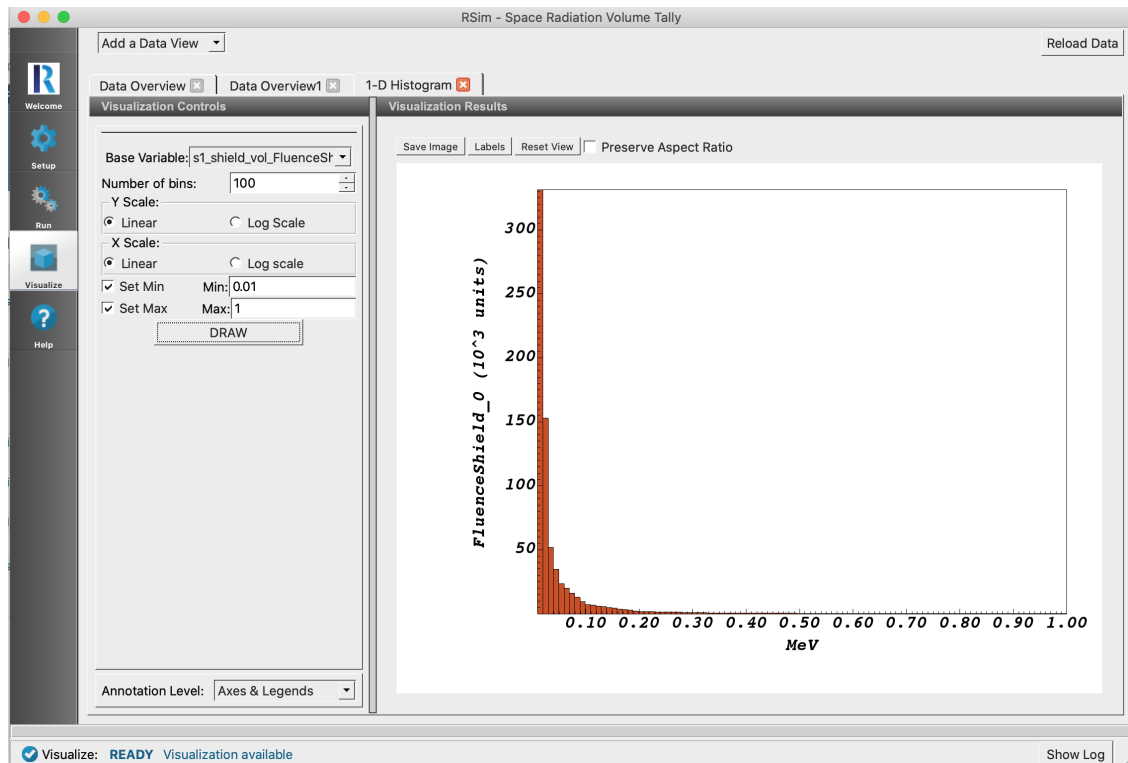 RSim - Space Radiation Volume Tally
Add a Data View
Reload Data
Data Overview
Data Overview1
1-D Histogram
Visualization Controls
Visualization Results
R
Welcome
Setup
Run
Visualize
?
Help
Base Variable: s1_shield_vol_FluenceSh
Number of bins: 100
Y Scale:
Linear Log Scale
X Scale:
Linear Log scale
Set Min Min: 0.01
Set Max Max: 1
DRAW
Annotation Level: Axes & Legends
Save Image Labels Reset View Preserve Aspect Ratio
FluenceShield_0 (10^3 units)
300
250
200
150
100
50
0.10 0.20 0.30 0.40 0.50 0.60 0.70 0.80 0.90 1.00
MeV
Visualize: READY Visualization available
Show Log